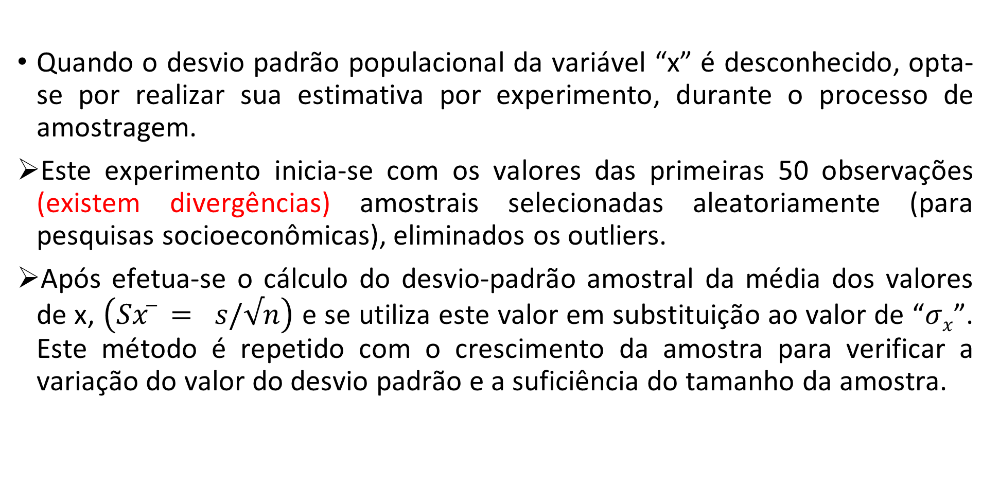 • Quando o desvio padrão populacional da variável “x” é desconhecido, opta-
se por realizar sua estimativa por experimento, durante o processo de
amostragem.
➢Este experimento inicia-se com os valores das primeiras 50 observações
(existem divergências) amostrais selecionadas aleatoriamente (para
pesquisas socioeconômicas), eliminados os outliers.
➢Após efetua-se o cálculo do desvio-padrão amostral da média dos valores
de x, (Sx̄ = s/√n) e se utiliza este valor em substituição ao valor de “σₓ”.
Este método é repetido com o crescimento da amostra para verificar a
variação do valor do desvio padrão e a suficiência do tamanho da amostra.